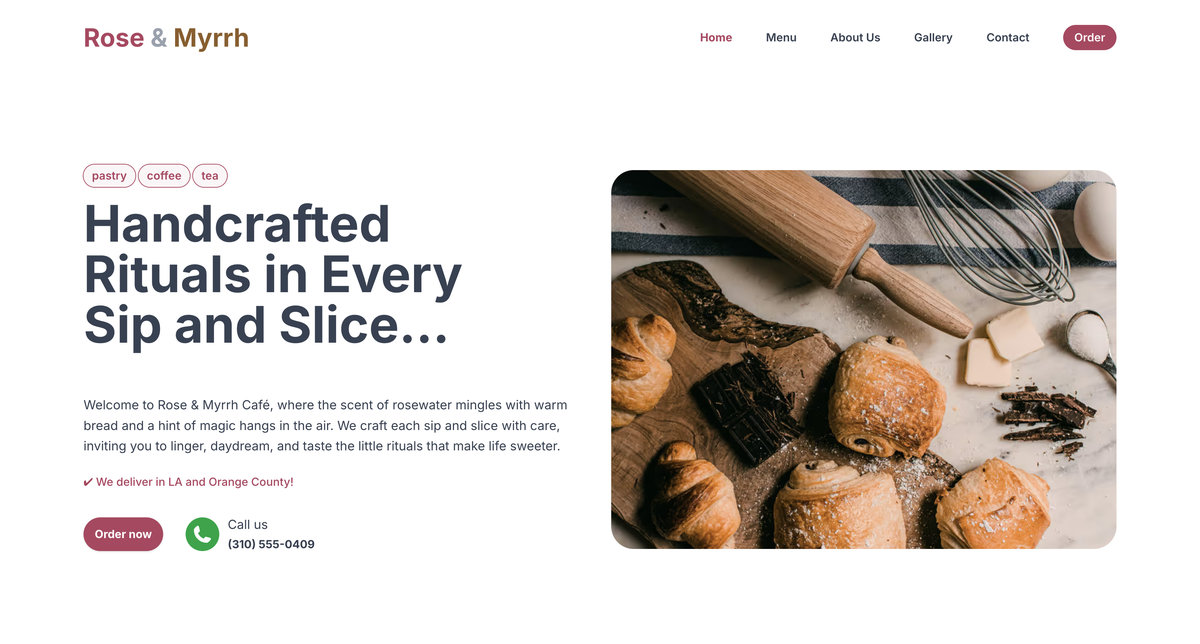 Rose & Myrrh
Home Menu About Us Gallery Contact Order
pastry coffee tea
Handcrafted
Rituals in Every
Sip and Slice...
Welcome to Rose & Myrrh Café, where the scent of rosewater mingles with warm
bread and a hint of magic hangs in the air. We craft each sip and slice with care,
inviting you to linger, daydream, and taste the little rituals that make life sweeter.
✔ We deliver in LA and Orange County!
Order now
Call us
(310) 555-0409